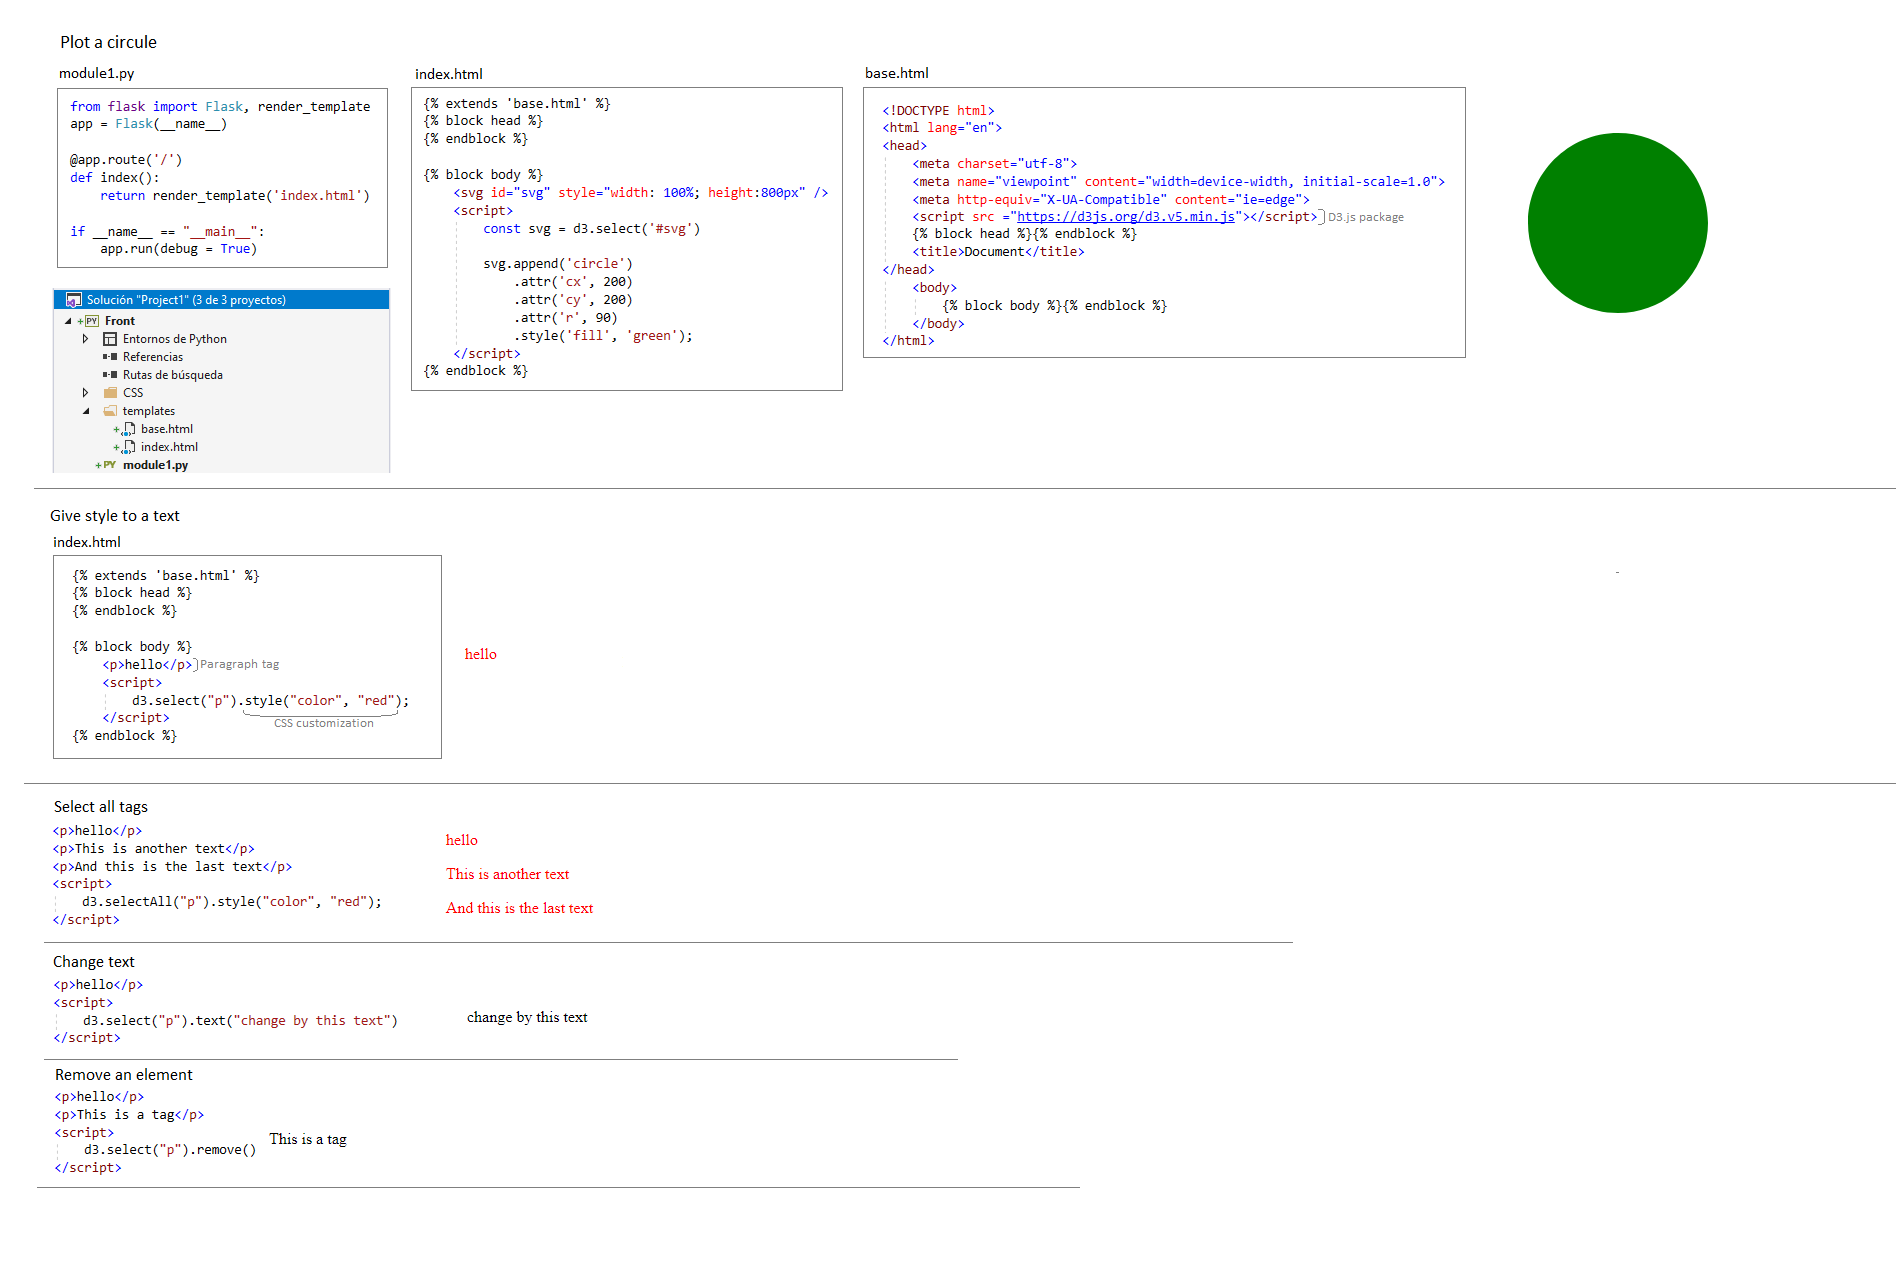 Plot a circule
module1.py
from flask import Flask, render_template
app = Flask(__name__)
@app.route('/')
def index():
    return render_template('index.html')
if __name__ == "__main__":
    app.run(debug = True)
Solución "Project1" (3 de 3 proyectos)
Front
Entornos de Python
Referencias
Rutas de búsqueda
CSS
templates
base.html
index.html
PY module1.py
index.html
{% extends 'base.html' %}
{% block head %}
{% endblock %}
{% block body %}
    <svg id="svg" style="width: 100%; height:800px" />
    <script>
        const svg = d3.select('#svg')
        svg.append('circle')
            .attr('cx', 200)
            .attr('cy', 200)
            .attr('r', 90)
            .style('fill', 'green');
    </script>
{% endblock %}
base.html
<!DOCTYPE html>
<html lang="en">
<head>
    <meta charset="utf-8">
    <meta name="viewport" content="width=device-width, initial-scale=1.0">
    <meta http-equiv="X-UA-Compatible" content="ie=edge">
    <script src ="https://d3js.org/d3.v5.min.js"></script> D3.js package
    {% block head %}{% endblock %}
    <title>Document</title>
</head>
    <body>
        {% block body %}{% endblock %}
    </body>
</html>
Give style to a text
index.html
{% extends 'base.html' %}
{% block head %}
{% endblock %}
{% block body %}
    <p>hello</p> Paragraph tag
    <script>
        d3.select("p").style("color", "red");
    </script>
CSS customization
{% endblock %}
hello
-
Select all tags
<p>hello</p>
<p>This is another text</p>
<p>And this is the last text</p>
<script>
    d3.selectAll("p").style("color", "red");
</script>
hello
This is another text
And this is the last text
Change text
<p>hello</p>
<script>
    d3.select("p").text("change by this text")
</script>
change by this text
Remove an element
<p>hello</p>
<p>This is a tag</p>
<script>
    d3.select("p").remove()
</script>
This is a tag